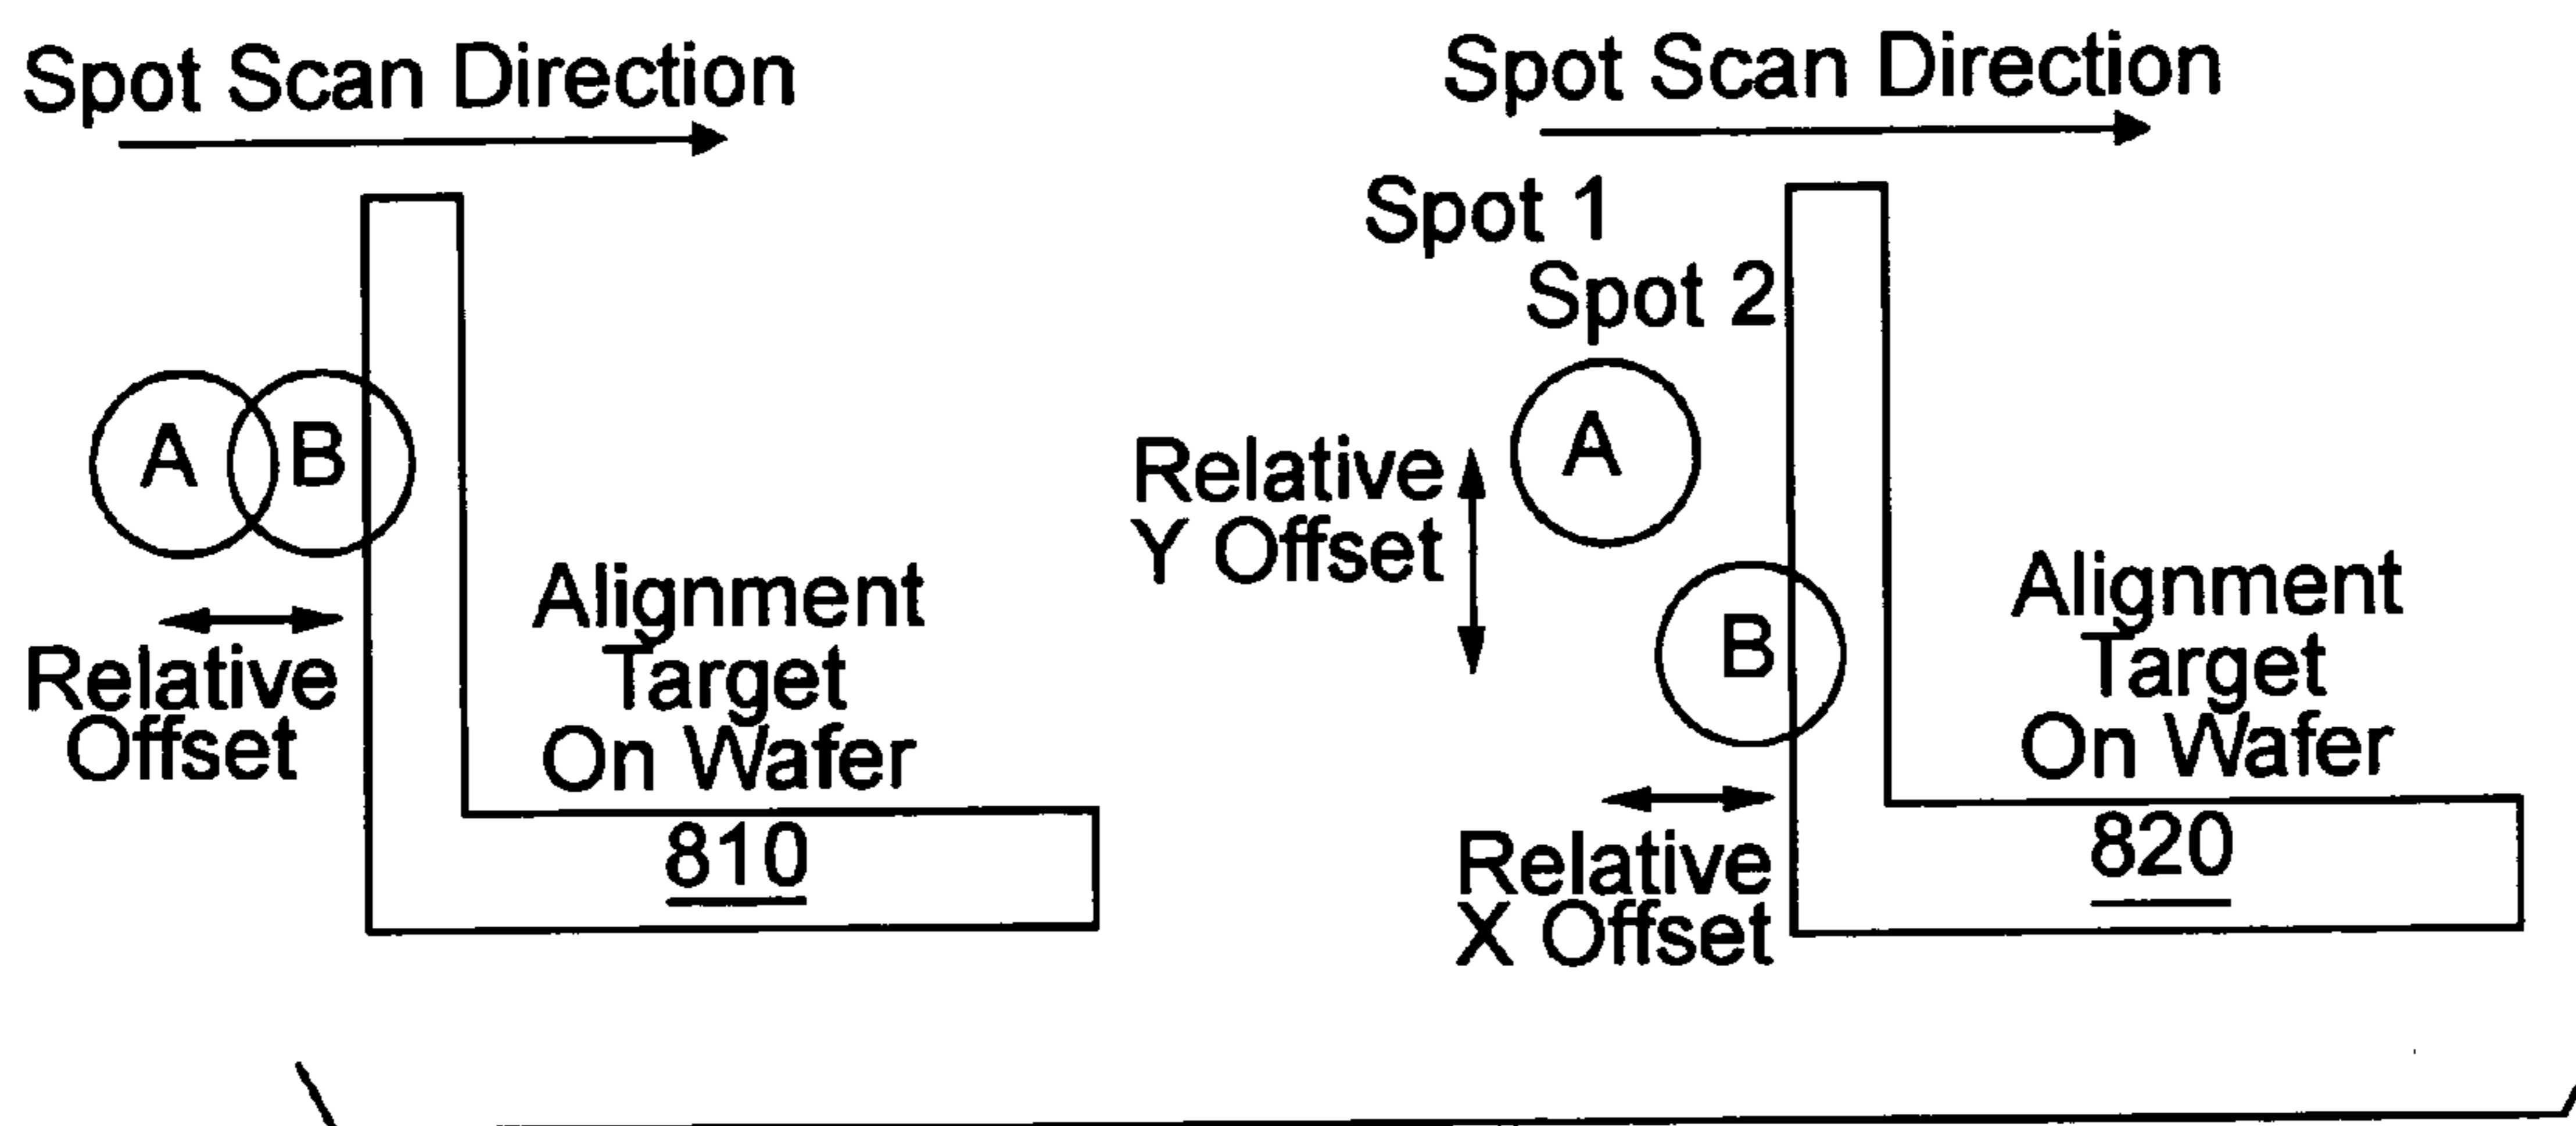 Spot Scan Direction
A B
Relative
Offset
Alignment
Target
On Wafer
810
Spot Scan Direction
Spot 1
Spot 2
A
Relative
Y Offset
B
Relative
X Offset
Alignment
Target
On Wafer
820